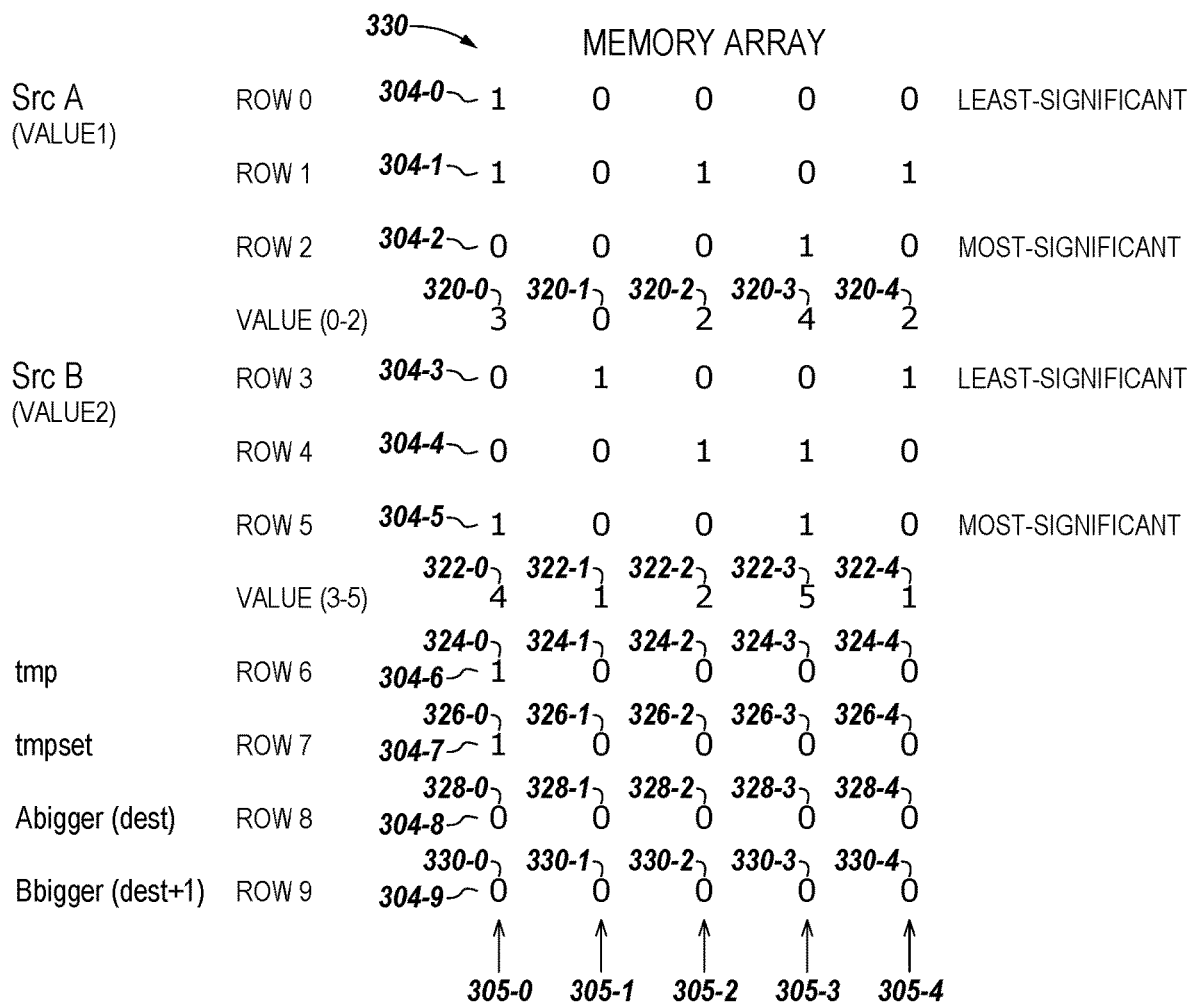 330 MEMORY ARRAY
Src A ROW 0 304-0 1 0 0 0 0 LEAST-SIGNIFICANT
(VALUE1)
ROW 1 304-1 1 0 1 0 1
ROW 2 304-2 0 0 0 1 0 MOST-SIGNIFICANT
320-0 320-1 320-2 320-3 320-4
VALUE (0-2) 3 0 2 4 2
Src B ROW 3 304-3 0 1 0 0 1 LEAST-SIGNIFICANT
(VALUE2)
ROW 4 304-4 0 0 1 1 0
ROW 5 304-5 1 0 0 1 0 MOST-SIGNIFICANT
322-0 322-1 322-2 322-3 322-4
VALUE (3-5) 4 1 2 5 1
324-0 324-1 324-2 324-3 324-4
tmp ROW 6 304-6 1 0 0 0 0
326-0 326-1 326-2 326-3 326-4
tmpset ROW 7 304-7 1 0 0 0 0
328-0 328-1 328-2 328-3 328-4
Abigger (dest) ROW 8 304-8 0 0 0 0 0
330-0 330-1 330-2 330-3 330-4
Bbigger (dest+1) ROW 9 304-9 0 0 0 0 0
305-0 305-1 305-2 305-3 305-4